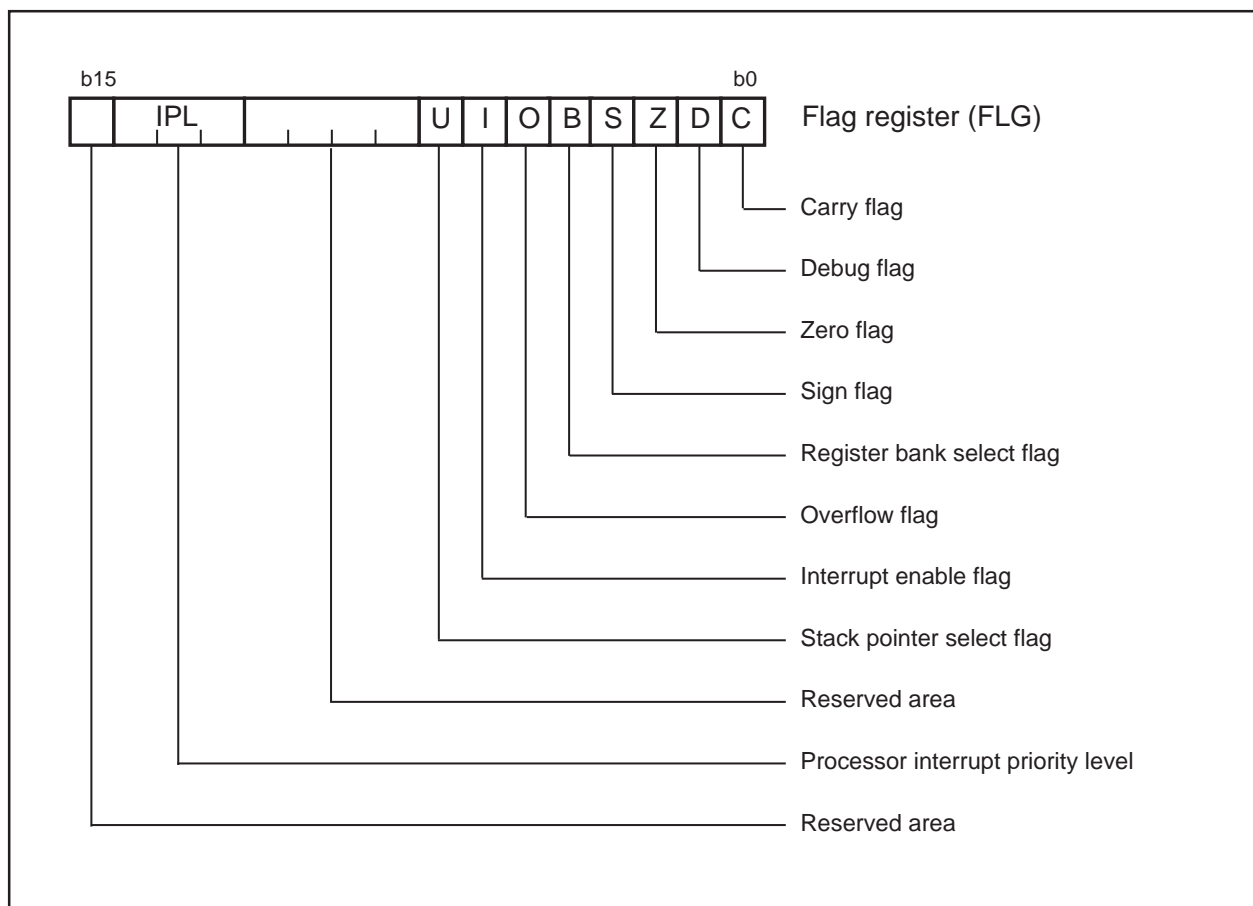 b15 b0
IPL U I O B S Z D C Flag register (FLG)
Carry flag
Debug flag
Zero flag
Sign flag
Register bank select flag
Overflow flag
Interrupt enable flag
Stack pointer select flag
Reserved area
Processor interrupt priority level
Reserved area